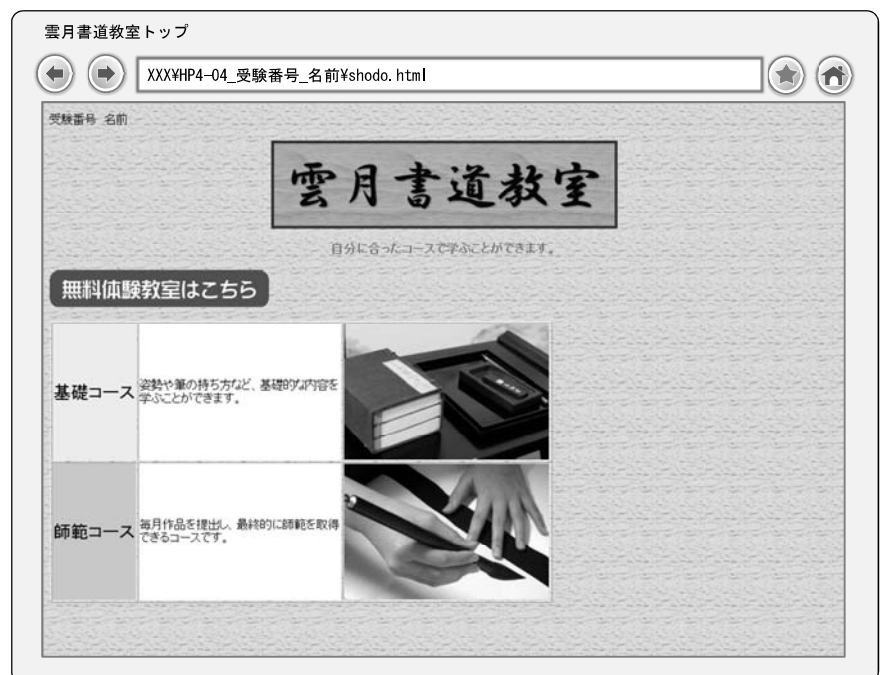 雲月書道教室トップ
XXX¥HP4-04_受験番号_名前¥shodo.html
受験番号 名前
雲月書道教室
自分に合ったコースで学ぶことができます。
無料体験教室はこちら
基礎コース
姿勢や筆の持ち方など、基礎的な内容を
学ぶことができます。
師範コース
毎月作品を提出し、最終的に師範を取得
できるコースです。